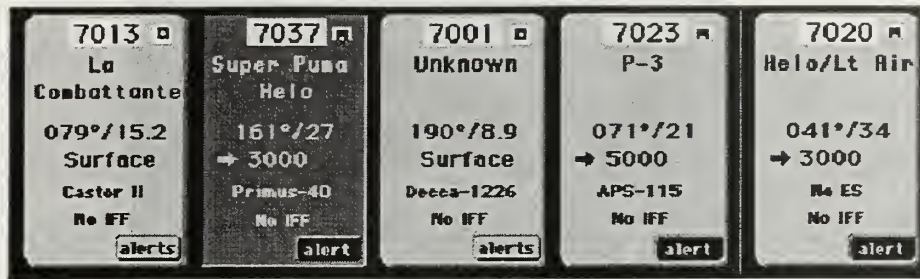 7013
La
Combattante
079°/15.2
Surface
Castor II
No IFF
alerts
7037
Super Puma
Helo
161°/27
→ 3000
Primus-40
No IFF
alert
7001
Unknown
190°/8.9
Surface
Decca-1226
No IFF
alerts
7023
P-3
071°/21
→ 5000
APS-115
No IFF
alert
7020
Helo/Lt Air
041°/34
→ 3000
No ES
No IFF
alert